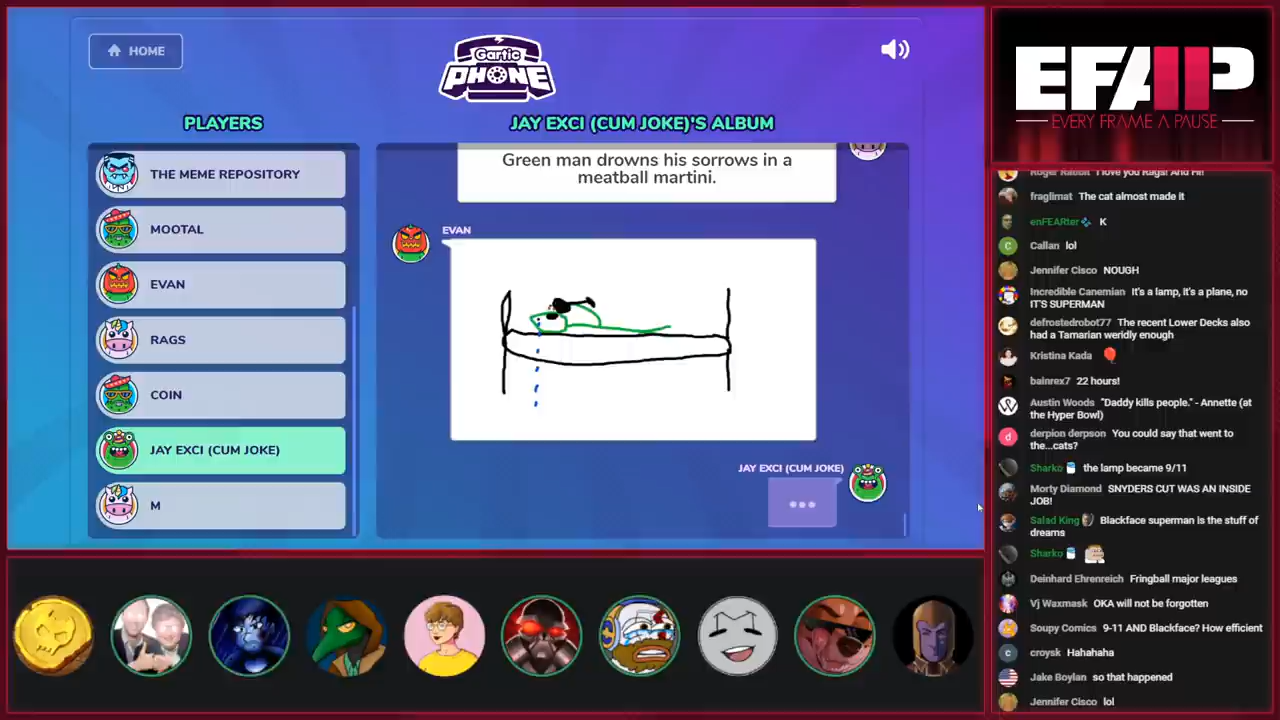 HOME
Gartic
PHONE
PLAYERS
THE MEME REPOSITORY
MOOTAL
EVAN
RAGS
COIN
JAY EXCI (CUM JOKE)
M
JAY EXCI (CUM JOKE)'S ALBUM
Green man drowns his sorrows in a
meatball martini.
EVAN
JAY EXCI (CUM JOKE)
EFAP
EVERY FRAME A PAUSE
Roger Rabbit I love you Rags! And Hi!
fraglimat The cat almost made it
enFEARter K
C Callan lol
Jennifer Cisco NOUGH
Incredible Canemian It's a lamp, it's a plane, no
IT'S SUPERMAN
defrostedrobot77 The recent Lower Decks also
had a Tamarian weridly enough
Kristina Kada
bainrex7 22 hours!
Austin Woods "Daddy kills people." - Annette (at
the Hyper Bowl)
d derpion derpson You could say that went to
the...cats?
Sharko the lamp became 9/11
Morty Diamond SNYDERS CUT WAS AN INSIDE
JOB!
Salad King Blackface superman is the stuff of
dreams
Sharko
Deinhard Ehrenreich Fringball major leagues
Vj Waxmask OKA will not be forgotten
Soupy Comics 9-11 AND Blackface? How efficient
c croysk Hahahaha
Jake Boylan so that happened
Jennifer Cisco lol